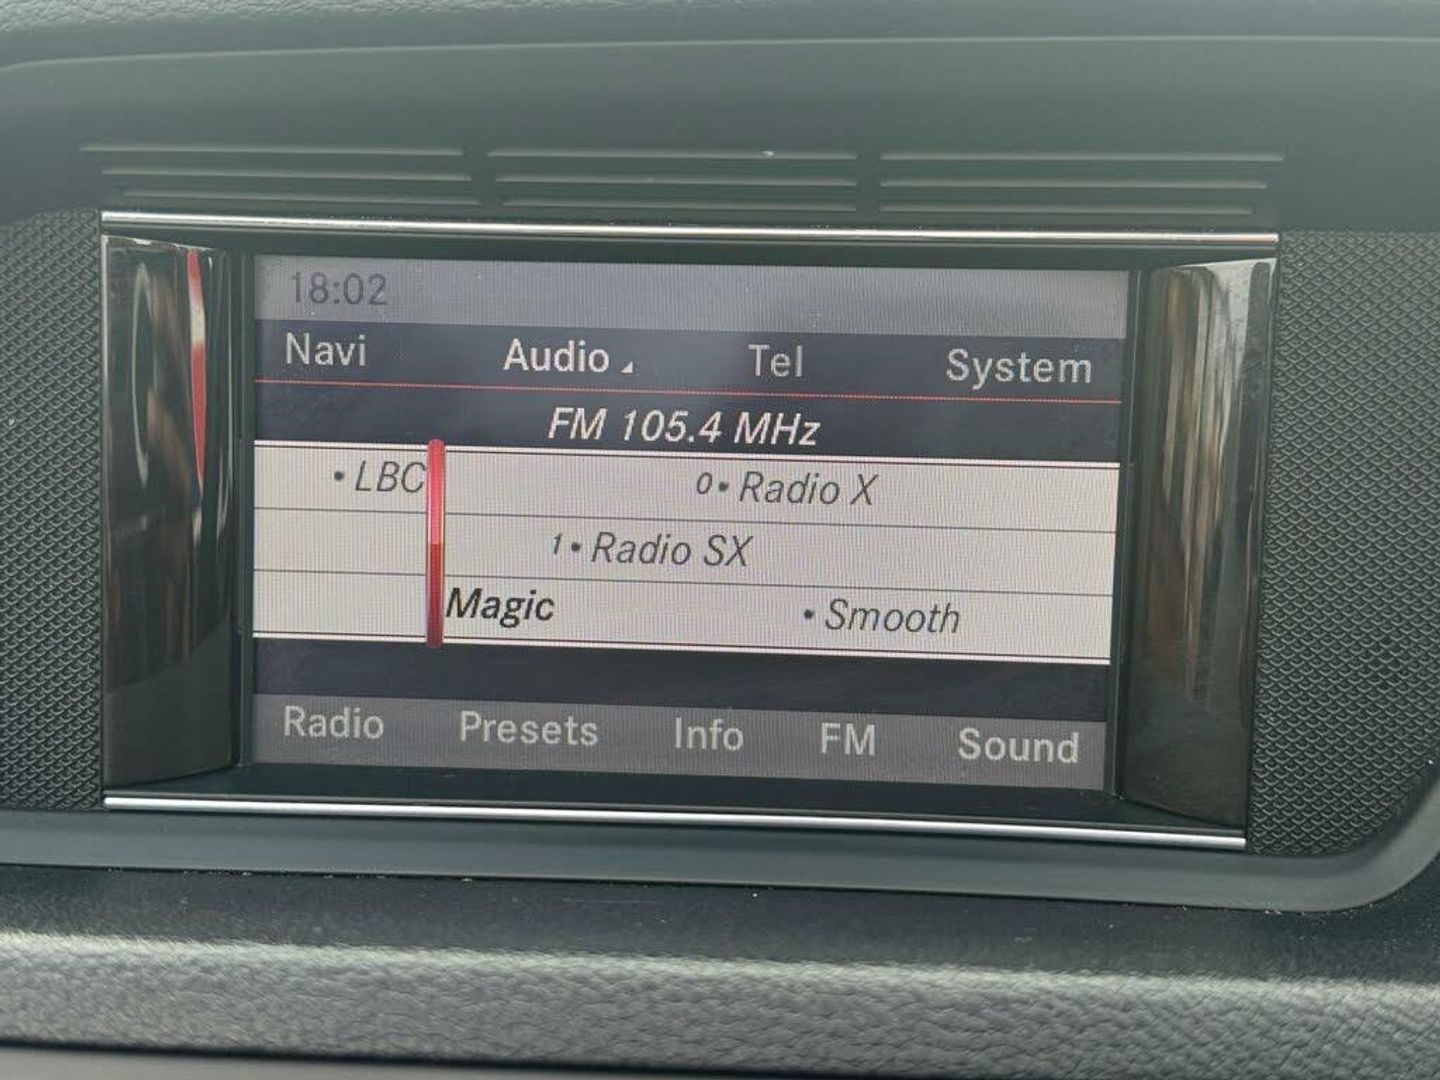 18:02
Navi Audio Tel System
FM 105.4 MHz
• LBC 0• Radio X
1• Radio SX
Magic • Smooth
Radio Presets Info FM Sound